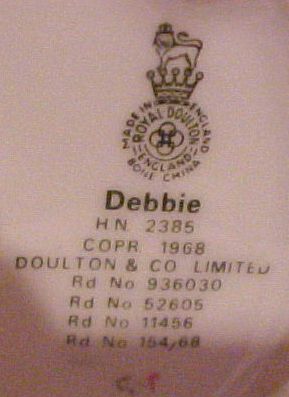 MADE IN ENGLAND
ROYAL DOULTON
ENGLAND
BONE CHINA
Debbie
H N 2385
COPR. 1968
DOULTON & CO LIMITED
Rd No 936030
Rd No 52605
Rd No 11456
Rd No 154/68